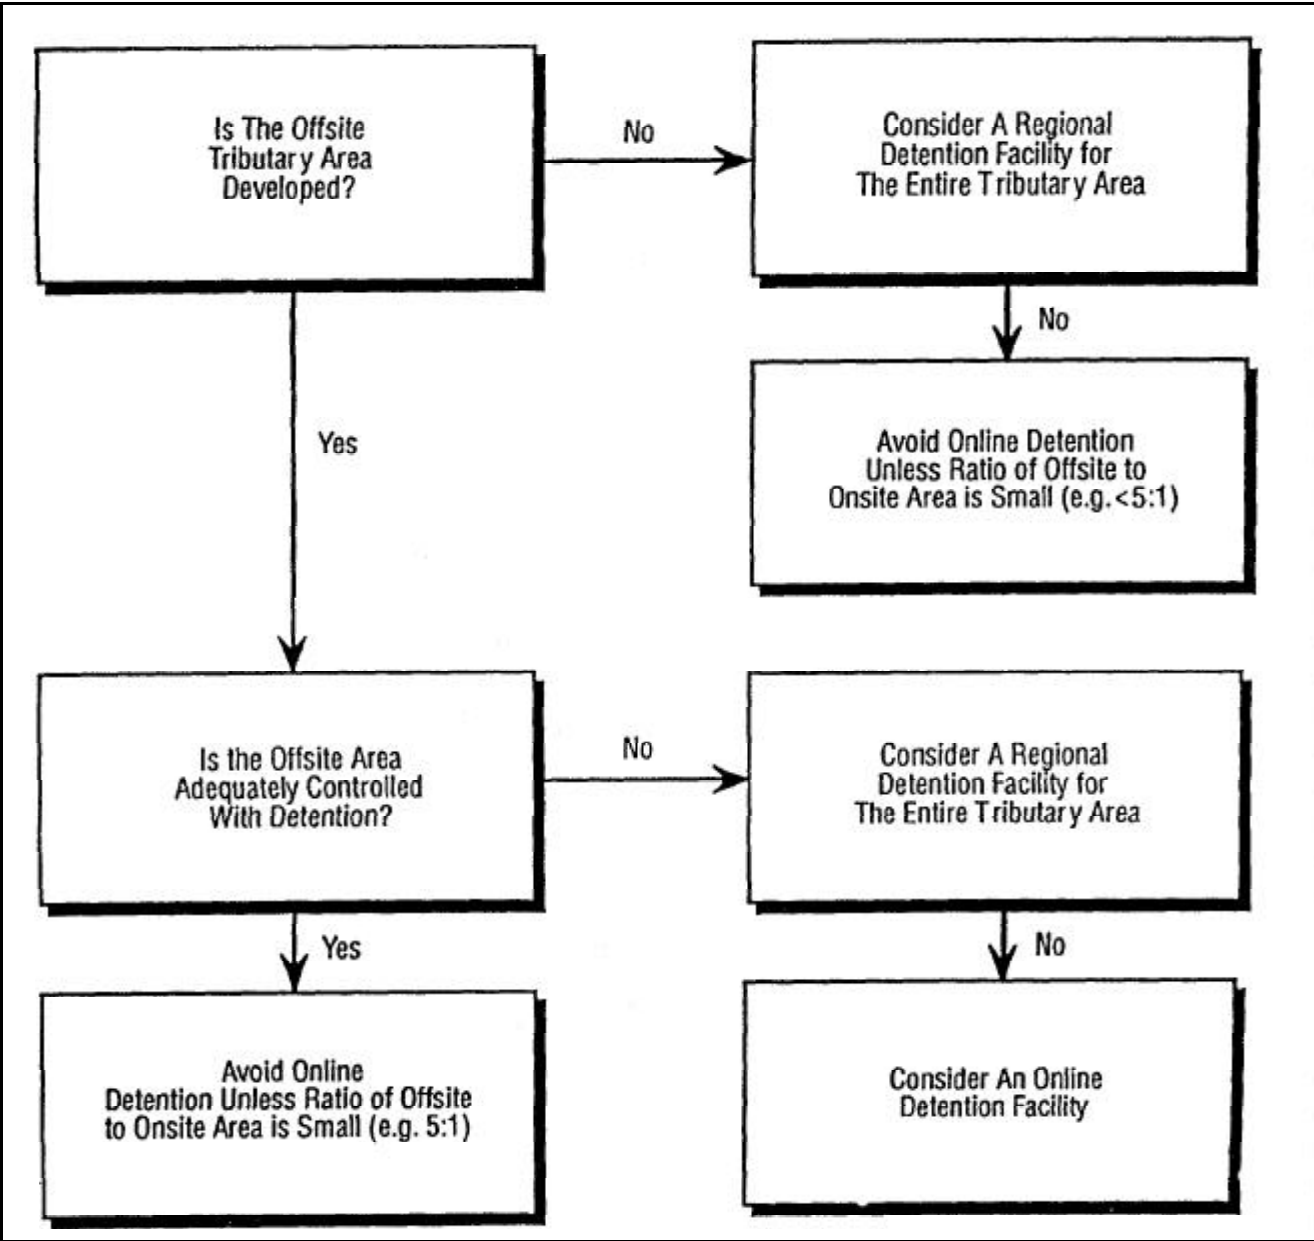 Is The Offsite
Tributary Area
Developed?
No
Consider A Regional
Detention Facility for
The Entire Tributary Area
No
Avoid Online Detention
Unless Ratio of Offsite to
Onsite Area is Small (e.g.<5:1)
Yes
Is the Offsite Area
Adequately Controlled
With Detention?
No
Consider A Regional
Detention Facility for
The Entire Tributary Area
Yes
No
Avoid Online
Detention Unless Ratio of Offsite
to Onsite Area is Small (e.g. 5:1)
Consider An Online
Detention Facility